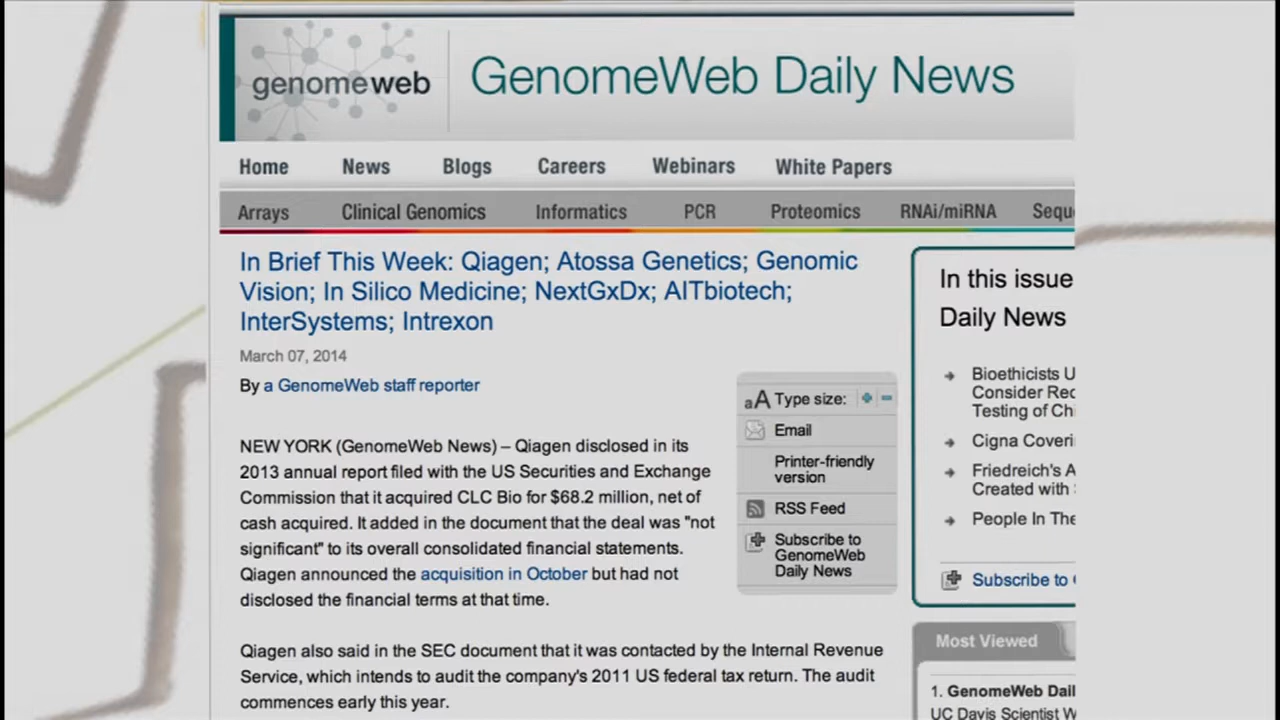 genomeweb
GenomeWeb Daily News
Home News Blogs Careers Webinars White Papers
Arrays Clinical Genomics Informatics PCR Proteomics RNAi/miRNA
In Brief This Week: Qiagen; Atossa Genetics; Genomic
Vision; In Silico Medicine; NextGxDx; AITbiotech;
InterSystems; Intrexon
March 07, 2014
By a GenomeWeb staff reporter
NEW YORK (GenomeWeb News) – Qiagen disclosed in its
2013 annual report filed with the US Securities and Exchange
Commission that it acquired CLC Bio for $68.2 million, net of
cash acquired. It added in the document that the deal was "not
significant" to its overall consolidated financial statements.
Qiagen announced the acquisition in October but had not
disclosed the financial terms at that time.
Qiagen also said in the SEC document that it was contacted by the Internal Revenue
Service, which intends to audit the company's 2011 US federal tax return. The audit
commences early this year.
aA Type size:
Email
Printer-friendly
version
RSS Feed
Subscribe to
GenomeWeb
Daily News
In this issue
Daily News
Bioethicists U
Consider Rec
Testing of Chi
Cigna Coveri
Friedreich's A
Created with
People In The
Subscribe to
Most Viewed
1. GenomeWeb Dail
UC Davis Scientist W